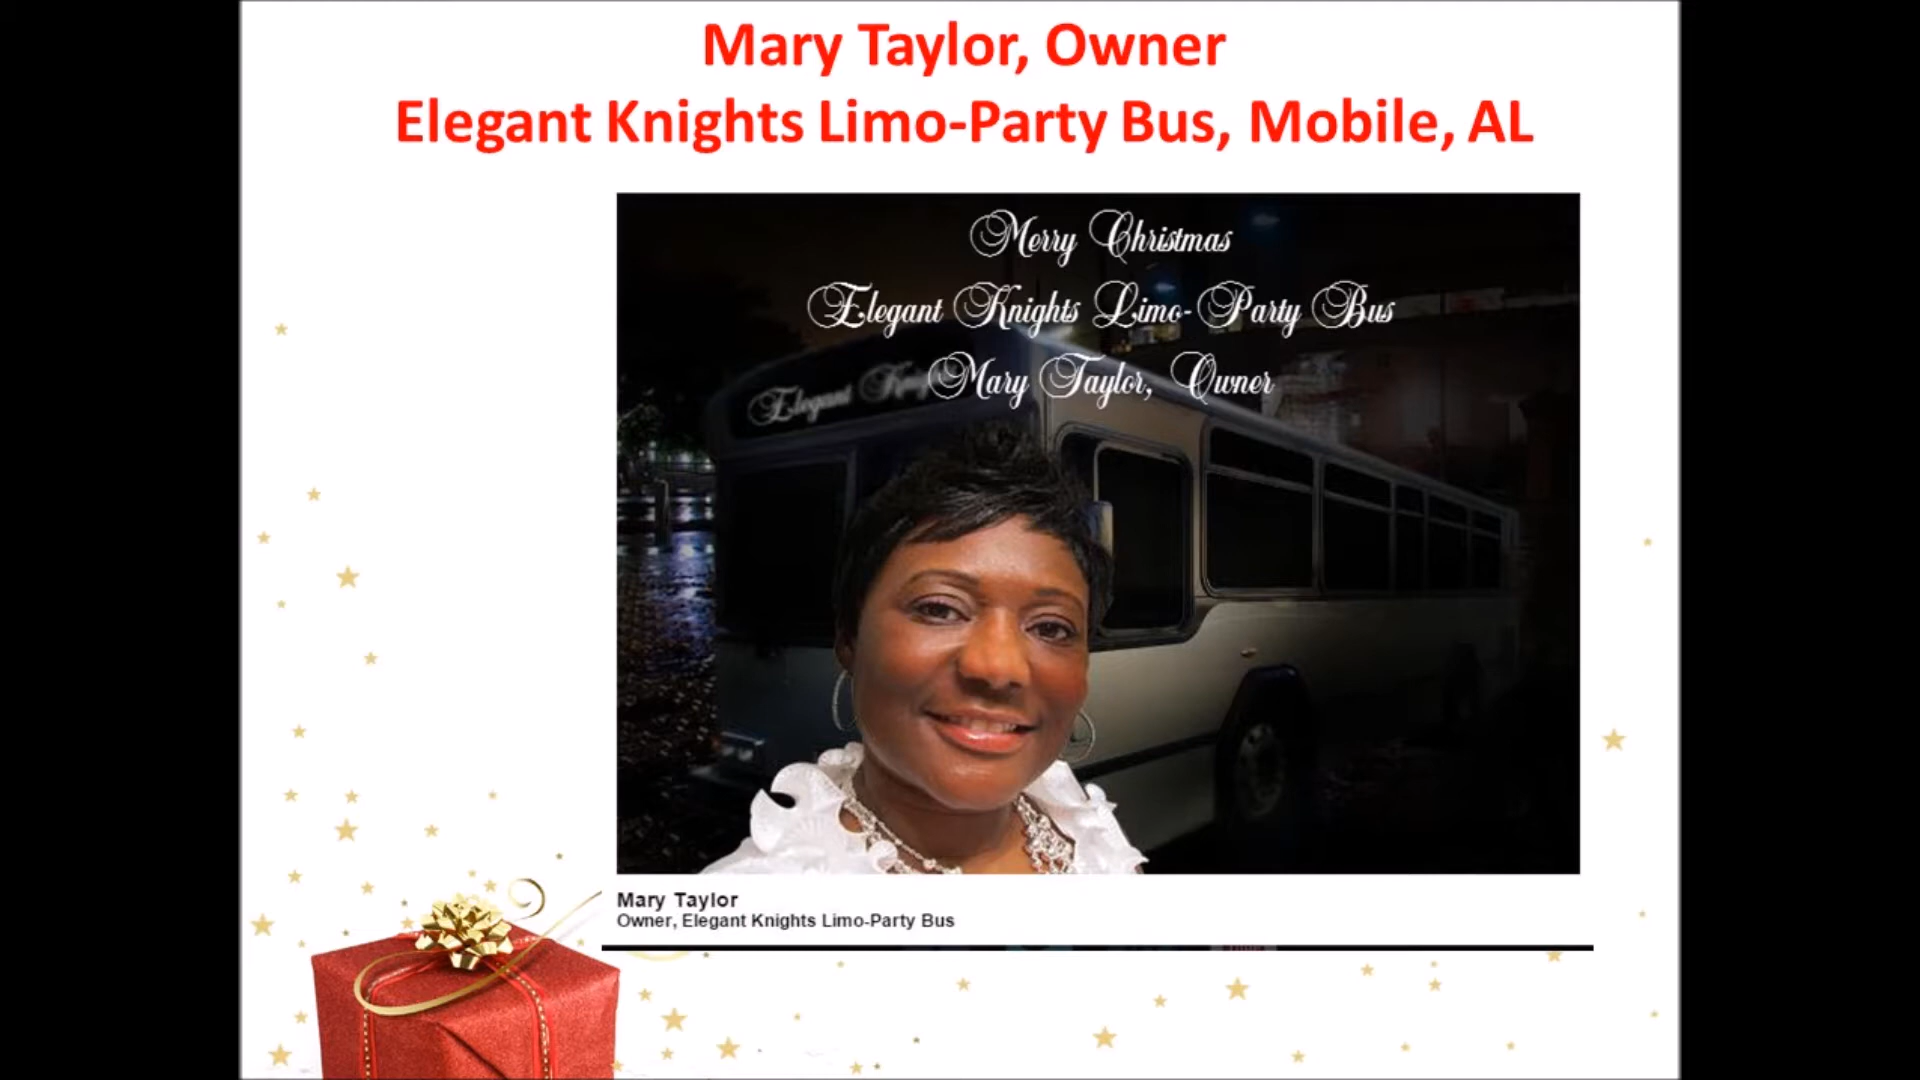 Mary Taylor, Owner
Elegant Knights Limo-Party Bus, Mobile, AL
Merry Christmas
Elegant Knights Limo-Party Bus
Mary Taylor, Owner
Elegant
Mary Taylor
Owner, Elegant Knights Limo-Party Bus